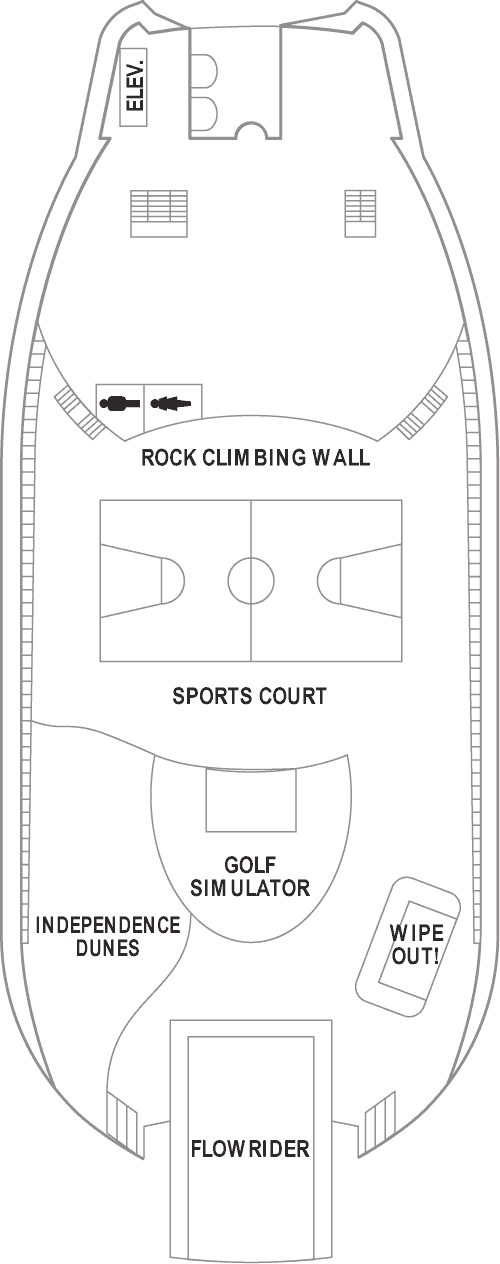 ELEV.
ROCK CLIMBING WALL
SPORTS COURT
GOLF
SIMULATOR
INDEPENDENCE
DUNES
WIPE
OUT!
FLOWRIDER